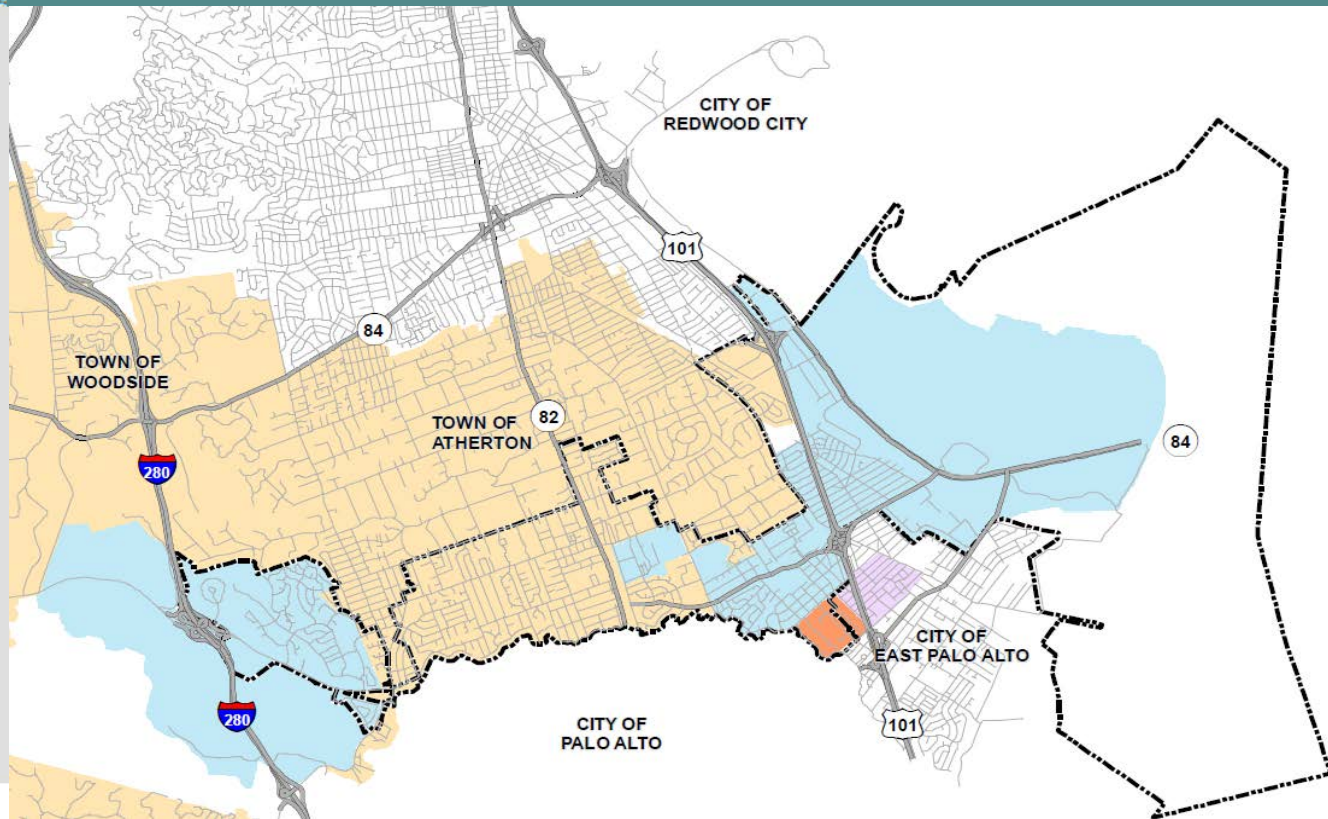 CITY OF
REDWOOD CITY
101
84
TOWN OF
WOODSIDE
TOWN OF
ATHERTON
82
84
280
CITY OF
EAST PALO ALTO
280
CITY OF
PALO ALTO
101